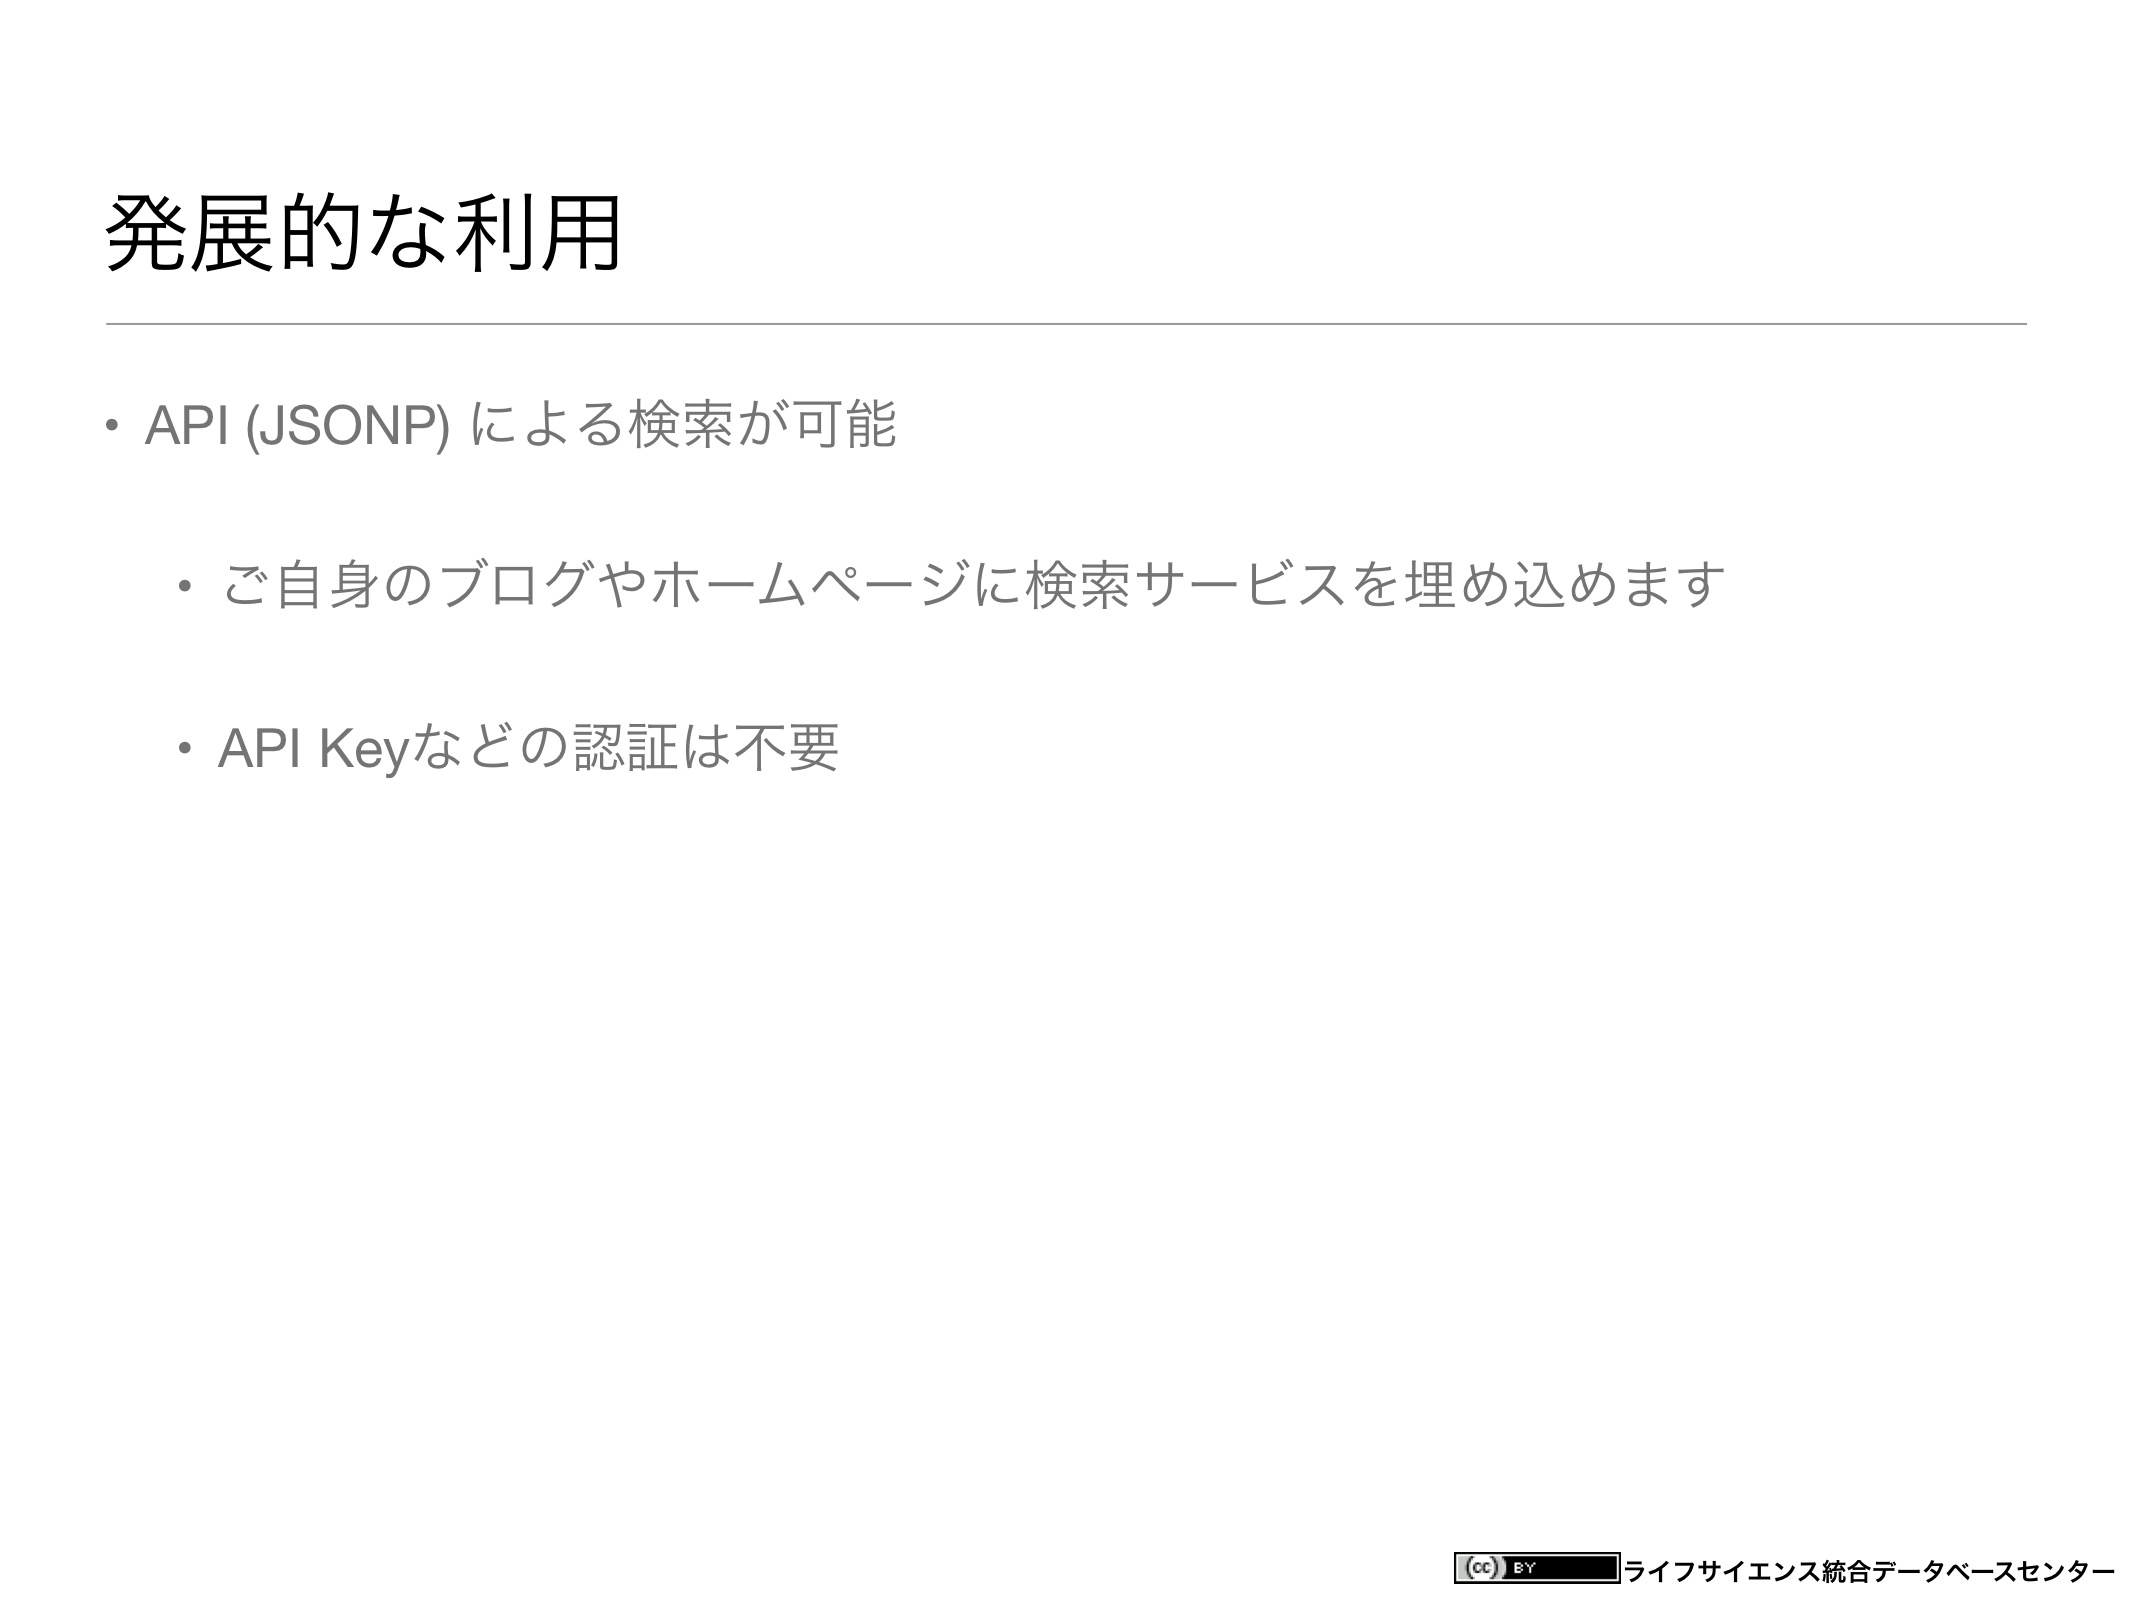 発展的な利用
• API (JSONP) による検索が可能
• ご自身のブログやホームページに検索サービスを埋め込めます
• API Keyなどの認証は不要
(cc) BY ライフサイエンス統合データベースセンター